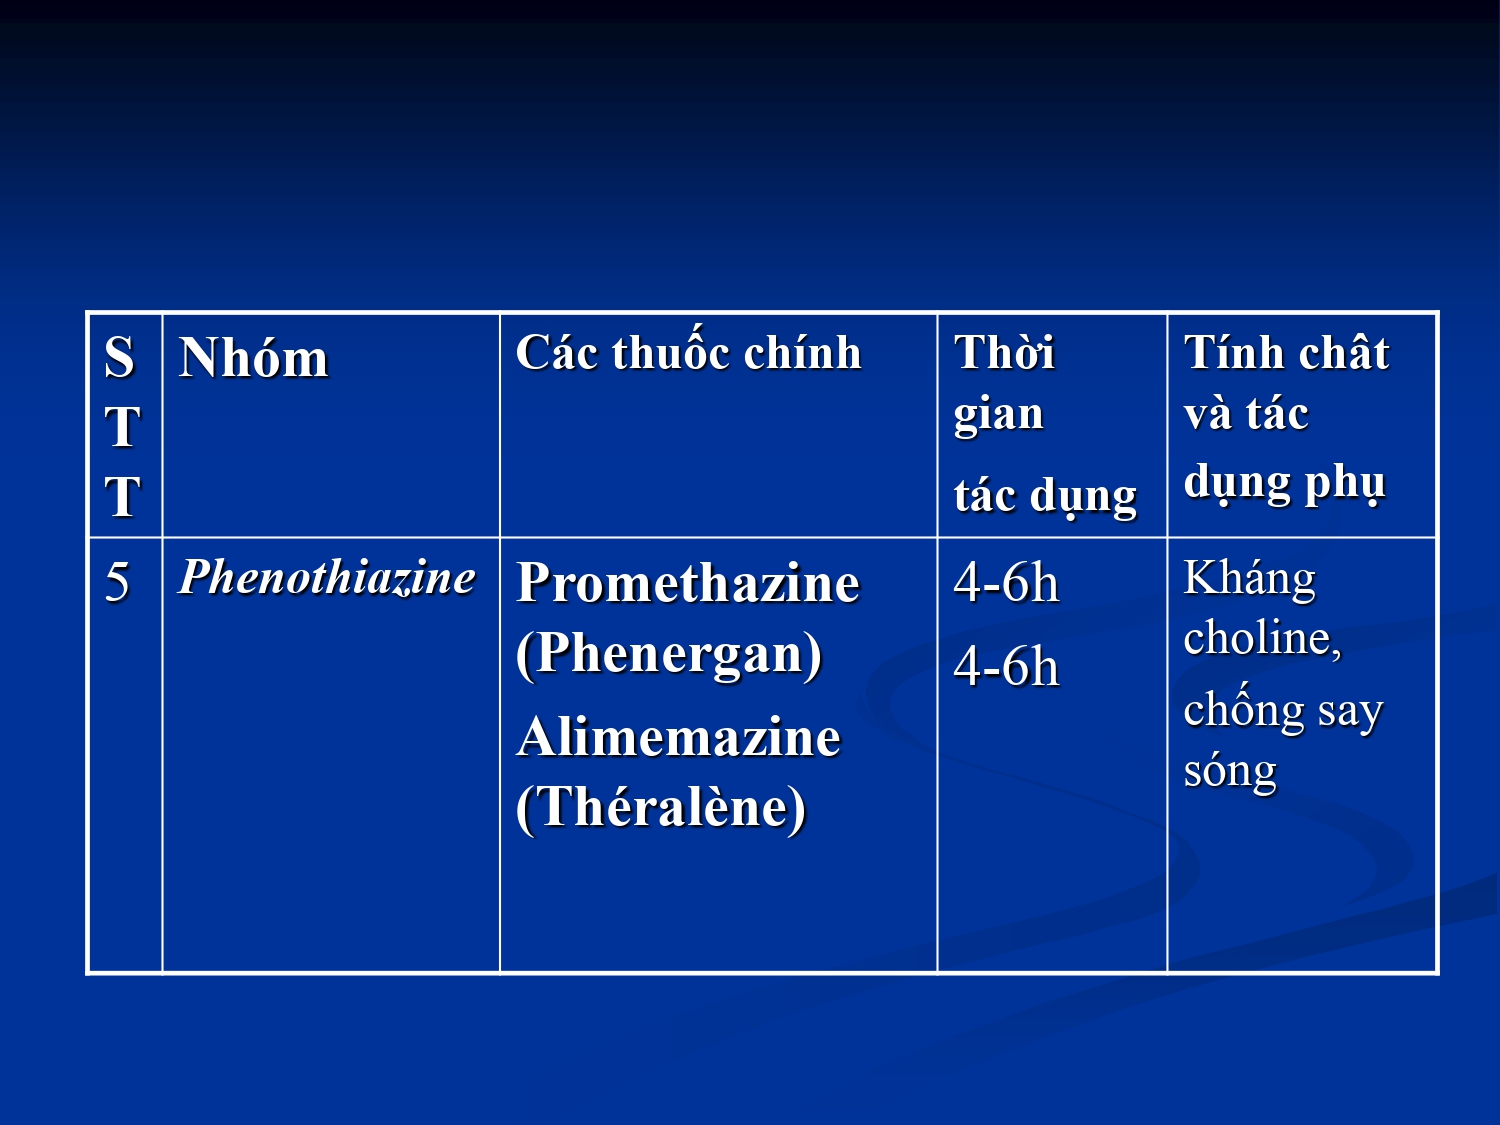 S
T
T
Nhóm
Các thuốc chính
Thời
gian
tác dụng
Tính chât
và tác
dụng phụ
5
Phenothiazine
Promethazine
(Phenergan)
Alimemazine
(Théralène)
4-6h
4-6h
Kháng
choline,
chống say
sóng